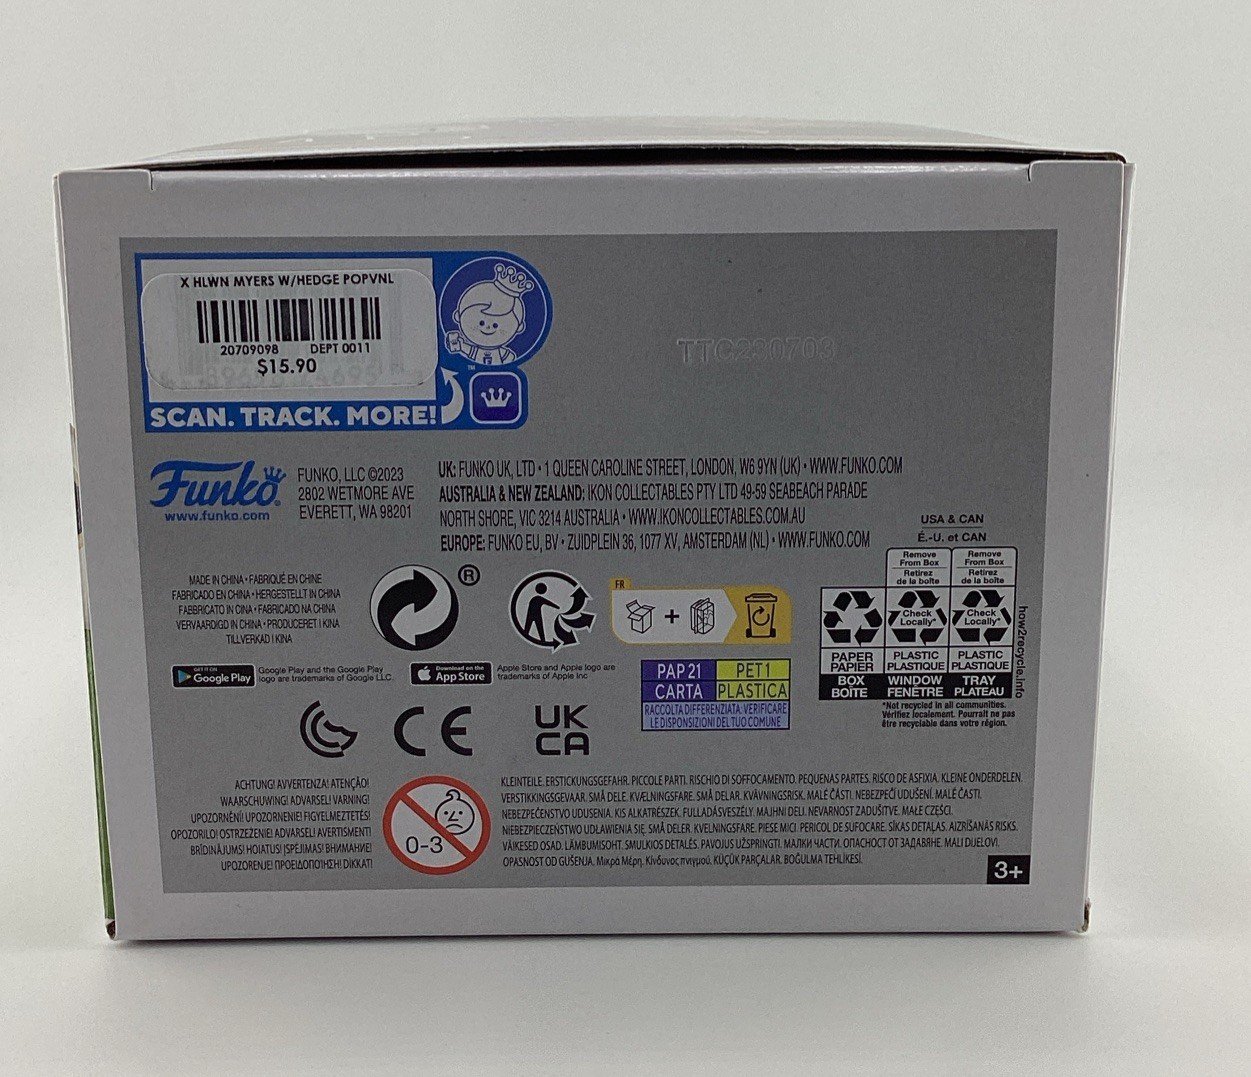 X HLWN MYERS W/HEDGE POPVNL
20709098 DEPT 0011
$15.90
SCAN. TRACK. MORE!
TM
Funko
www.funko.com
FUNKO, LLC ©2023
2802 WETMORE AVE
EVERETT, WA 98201
UK: FUNKO UK, LTD • 1 QUEEN CAROLINE STREET, LONDON, W6 9YN (UK) • WWW.FUNKO.COM
AUSTRALIA & NEW ZEALAND: IKON COLLECTABLES PTY LTD 49-59 SEABEACH PARADE
NORTH SHORE, VIC 3214 AUSTRALIA • WWW.IKONCOLLECTABLES.COM.AU
EUROPE: FUNKO EU, BV • ZUIDPLEIN 36, 1077 XV, AMSTERDAM (NL) • WWW.FUNKO.COM
MADE IN CHINA • FABRIQUÉ EN CHINE
FABRICADO EN CHINA • HERGESTELLT IN CHINA
FABBRICATO IN CINA • FABRICADO NA CHINA
VERVAARDIGD IN CHINA • PRODUCERET I KINA
TILLVERKAD I KINA
®
FR
+
USA & CAN
É.-U. et CAN
Remove From Box
Retirez de la boîte
Remove From Box
Retirez de la boîte
Check Locally*
Check Locally*
PAPER PAPIER
PLASTIC PLASTIQUE
PLASTIC PLASTIQUE
BOX BOÎTE
WINDOW FENÊTRE
TRAY PLATEAU
*Not recycled in all communities.
Vérifiez localement. Pourrait ne pas
être recyclable dans votre région.
how2recycle.info
GET IT ON
Google Play
Google Play and the Google Play
logo are trademarks of Google LLC.
Download on the
App Store
Apple Store and Apple logo are
trademarks of Apple Inc
PAP 21 PET 1
CARTA PLASTICA
RACCOLTA DIFFERENZIATA. VERIFICARE
LE DISPOSIZIONI DEL TUO COMUNE
CE
UK
CA
ACHTUNG! AVVERTENZA! ATENÇÃO!
WAARSCHUWING! ADVARSEL! VARNING!
UPOZORNĚNÍ! UPOZORNENIE! FIGYELMEZTETÉS!
OPOZORILO! OSTRZEŻENIE! ADVARSEL! AVERTISMENT!
BRĪDINĀJUMS! HOIATUS! ĮSPĖJIMAS! ВНИМАНИЕ!
UPOZORENJE! ΠΡΟΕΙΔΟΠΟΙΗΣΗ! DIKKAT!
0-3
KLEINTEILE. ERSTICKUNGSGEFAHR. PICCOLE PARTI. RISCHIO DI SOFFOCAMENTO. PEQUENAS PARTES. RISCO DE ASFIXIA. KLEINE ONDERDELEN.
VERSTIKKINGSGEVAAR. SMÅ DELE. KVÆLNINGSFARE. SMÅ DELAR. KVÄVNINGSRISK. MALÉ ČÁSTI. NEBEZPEČÍ UDUŠENÍ. MALÉ ČASTI.
NEBEZPEČENSTVO UDUSENIA. KIS ALKATRÉSZEK. FULLADÁSVESZÉLY. MAJHNI DELI. NEVARNOST ZADUŠITVE. MAŁE CZĘŚCI.
NIEBEZPIECZEŃSTWO UDŁAWIENIA SIĘ. SMÅ DELER. KVELNINGSFARE. PIESE MICI. PERICOL DE SUFOCARE. SĪKAS DETAĻAS. AIZRĪŠANĀS RISKS.
VÄIKESED OSAD. LÄMBUMISOHT. SMULKIOS DETALĖS. PAVOJUS UŽSPRINGTI. МАЛКИ ЧАСТИ. ОПАСНОСТ ОТ ЗАДАВЯНЕ. MALI DIJELOVI.
OPASNOST OD GUŠENJA. Μικρά Μέρη. Κίνδυνος πνιγμού. KÜÇÜK PARÇALAR. BOĞULMA TEHLİKESİ.
3+